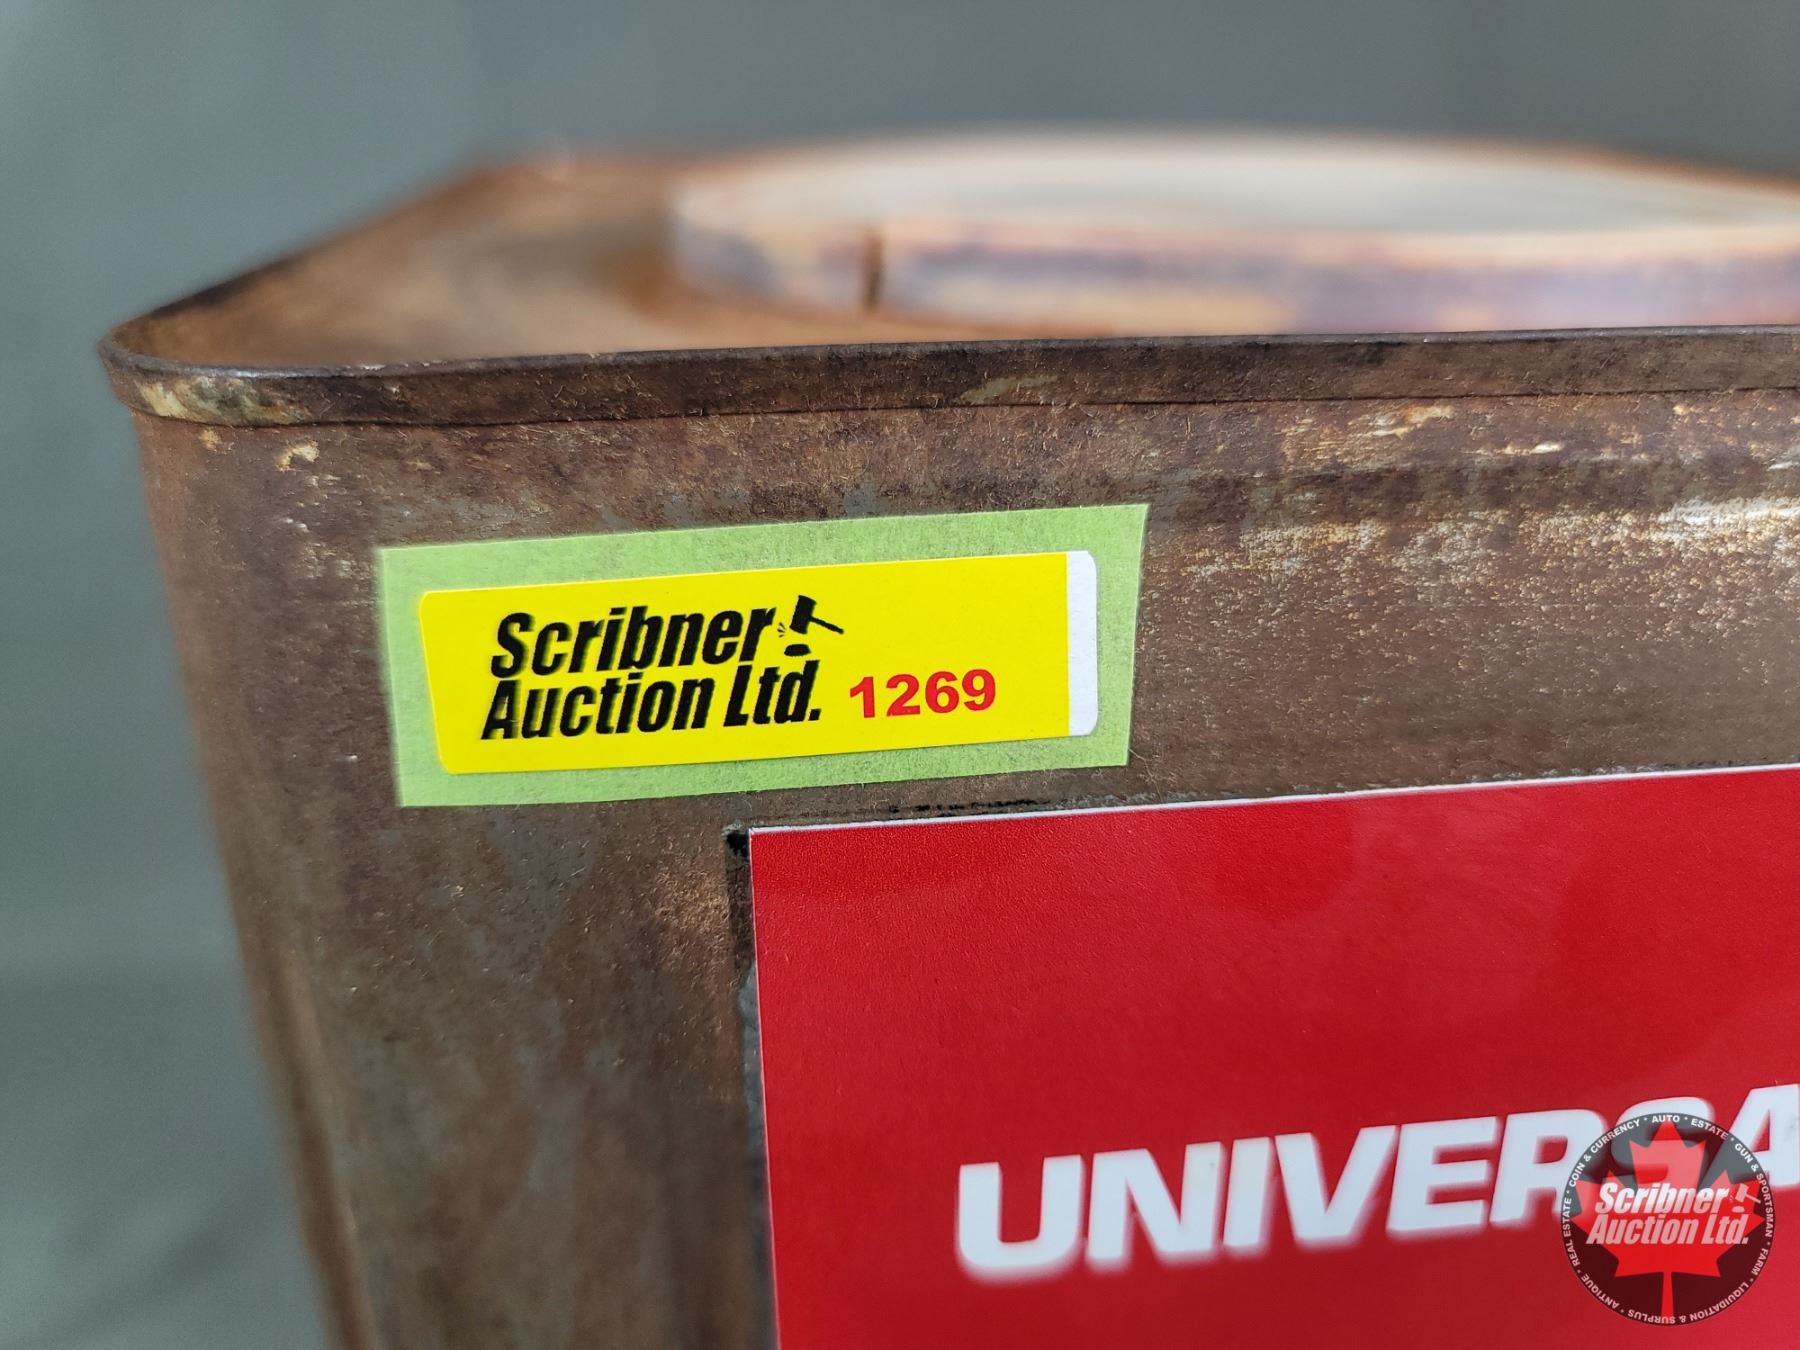 Scribner
Auction Ltd. 1269
UNIVERSA
Scribner
Auction Ltd.
AUTO · ESTATE · GUN & SPORTSMAN · FARM · LIQUIDATION & SURPLUS · ANTIQUE · REAL ESTATE · COIN & CURRENCY ·